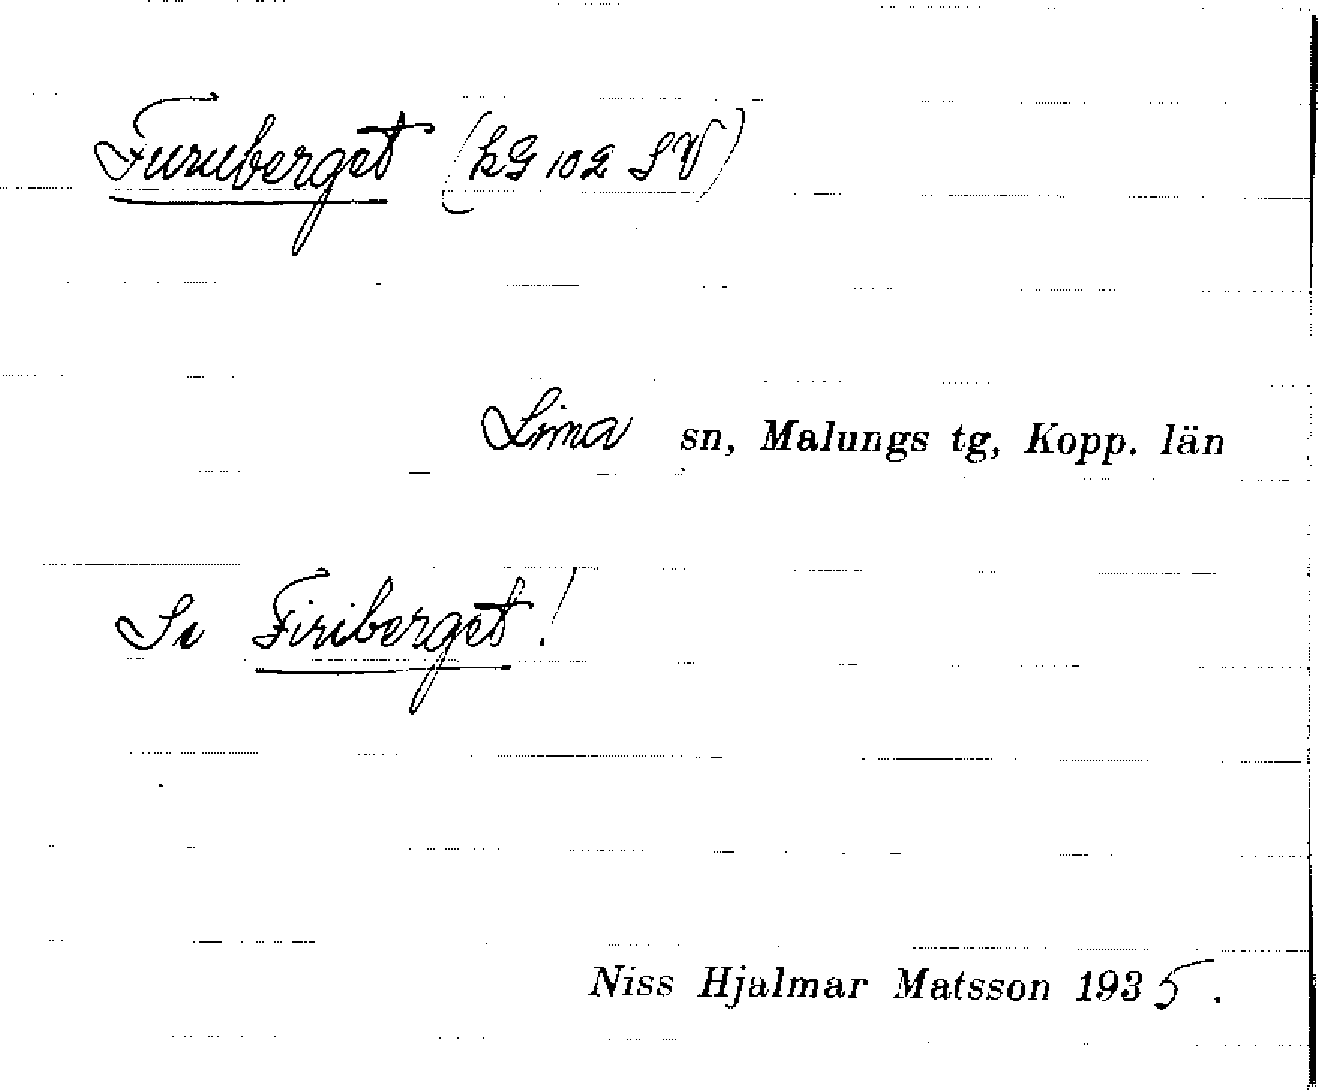 Furuberget (kG 102 SV)
Lima sn, Malungs tg, Kopp. län
Se Firiberget!
Niss Hjalmar Matsson 1935.